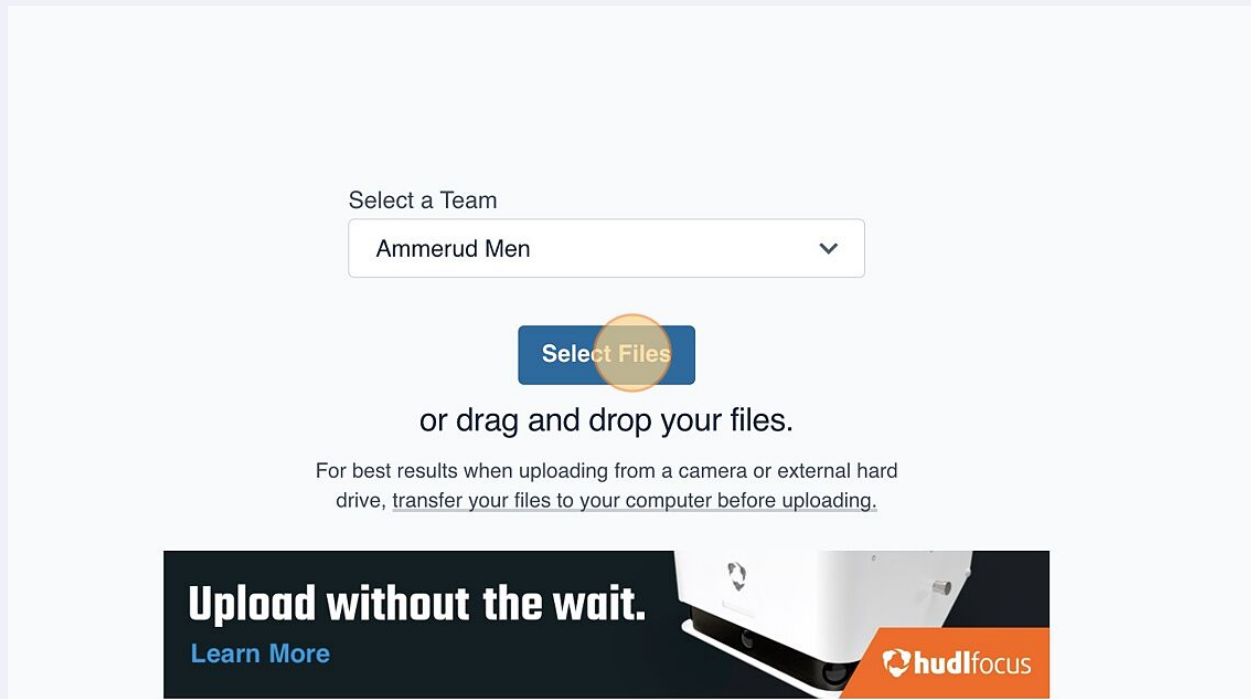 Select a Team
Ammerud Men
Select Files
or drag and drop your files.
For best results when uploading from a camera or external hard
drive, transfer your files to your computer before uploading.
Upload without the wait.
Learn More
hudlfocus